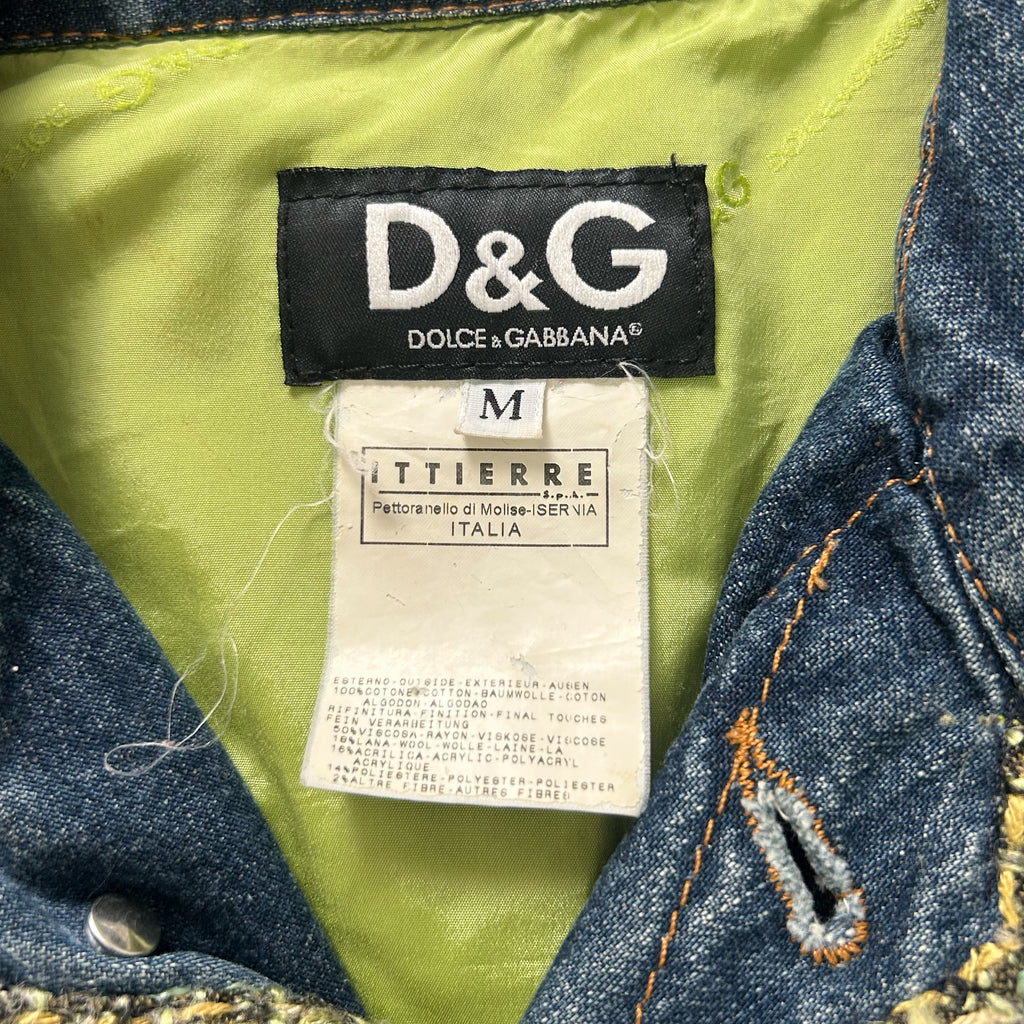 D&G
DOLCE & GABBANA®
M
ITTIERRE
S.p.A.
Pettoranello di Molise-ISERNIA
ITALIA
ESTERNO-OUTSIDE-EXTERIEUR-AUßEN
100%COTONE-COTTON-BAUMWOLLE-COTON
ALGODON-ALGODAO
RIFINITURA-FINITION-FINAL TOUCHES
FEIN VERARBEITUNG
50%VISCOSA-RAYON-VISKOSE-VISCOSE
18%LANA-WOOL-WOLLE-LAINE-LA
16%ACRILICA-ACRYLIC-POLYACRYL
ACRYLIQUE
14%POLIESTERE-POLYESTER-POLIESTER
2%ALTRE FIBRE-AUTRES FIBRES